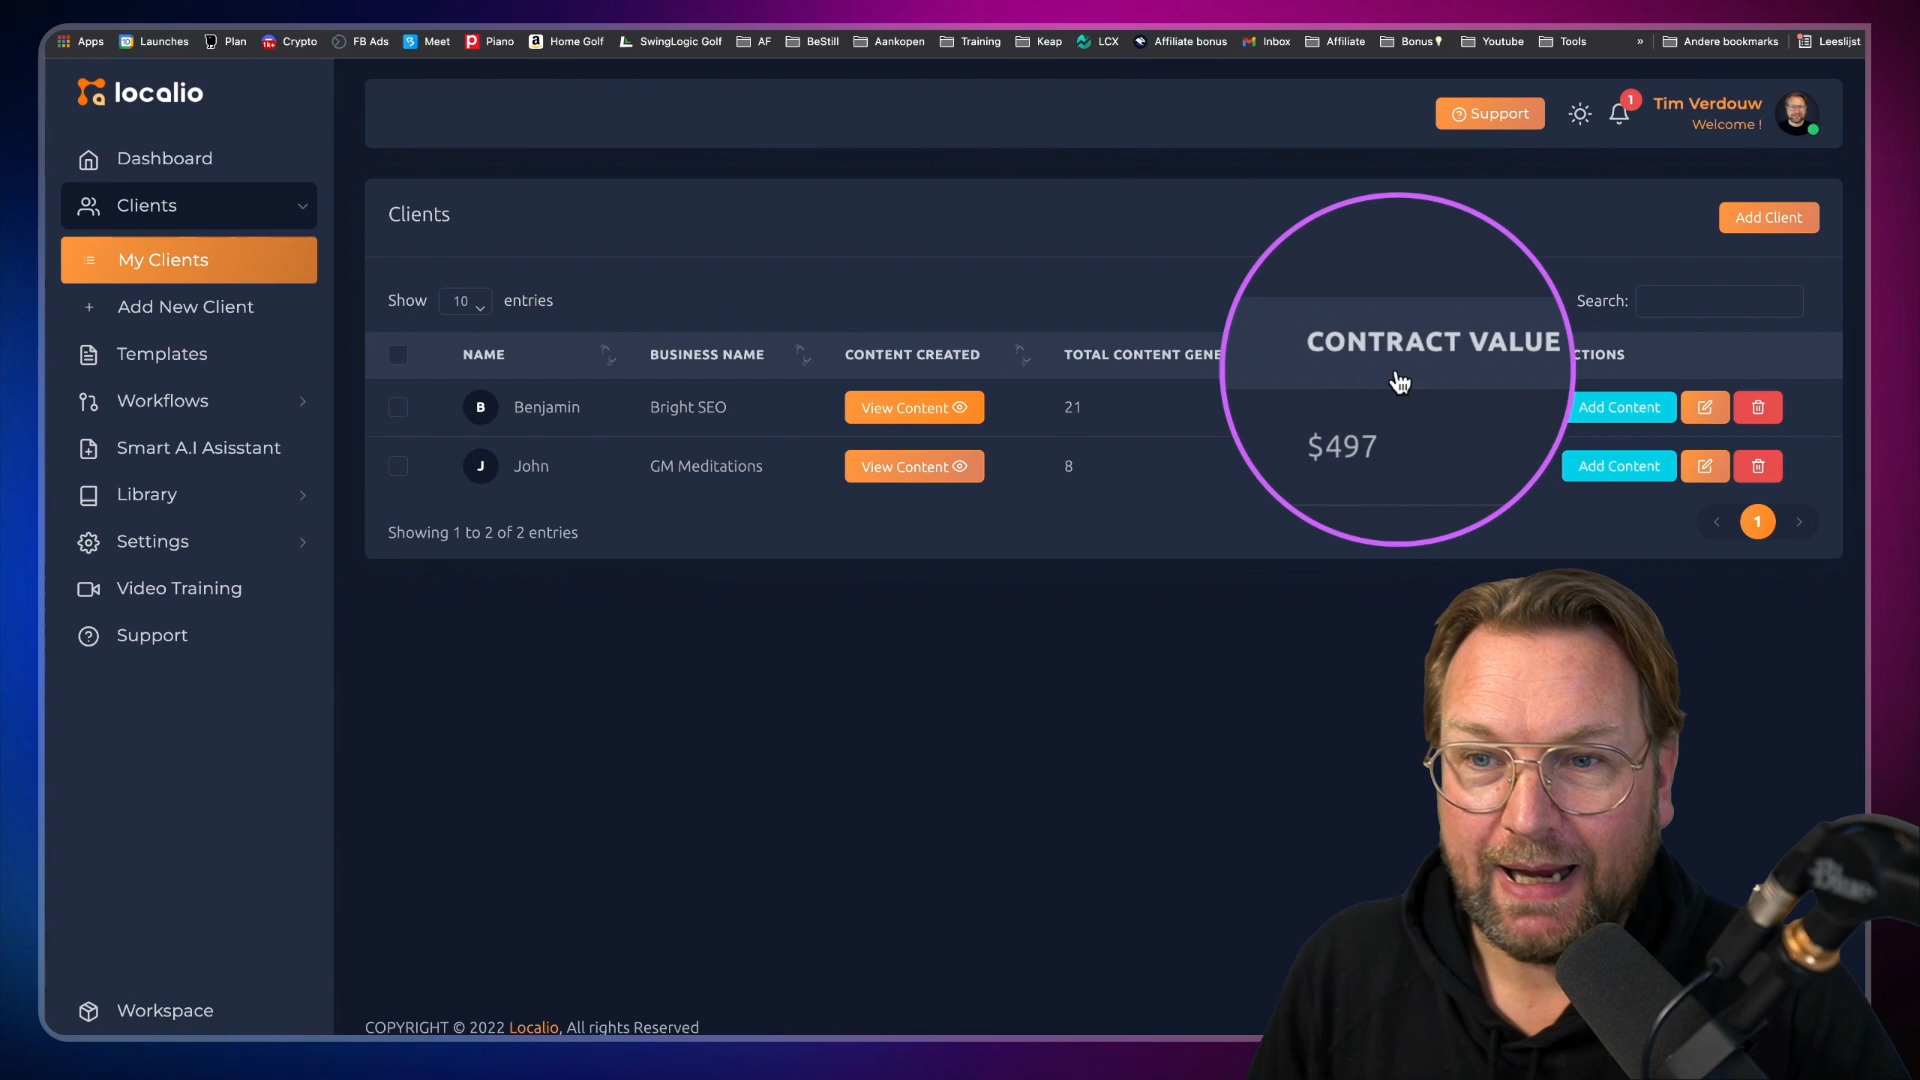 Apps Launches Plan Crypto FB Ads Meet Piano Home Golf SwingLogic Golf AF BeStill Aankopen Training Keap LCX Affiliate bonus Inbox Affiliate Bonus Youtube Tools » Andere bookmarks Leeslijst
localio
Support
1
Tim Verdouw
Welcome !
Dashboard
Clients
My Clients
Add New Client
Templates
Workflows
Smart A.I Asisstant
Library
Settings
Video Training
Support
Workspace
Clients
Add Client
Show 10 entries
Search:
NAME BUSINESS NAME CONTENT CREATED TOTAL CONTENT GENE CONTRACT VALUE CTIONS
B Benjamin Bright SEO View Content 21 $497 Add Content
J John GM Meditations View Content 8 Add Content
Showing 1 to 2 of 2 entries
1
COPYRIGHT © 2022 Localio, All rights Reserved